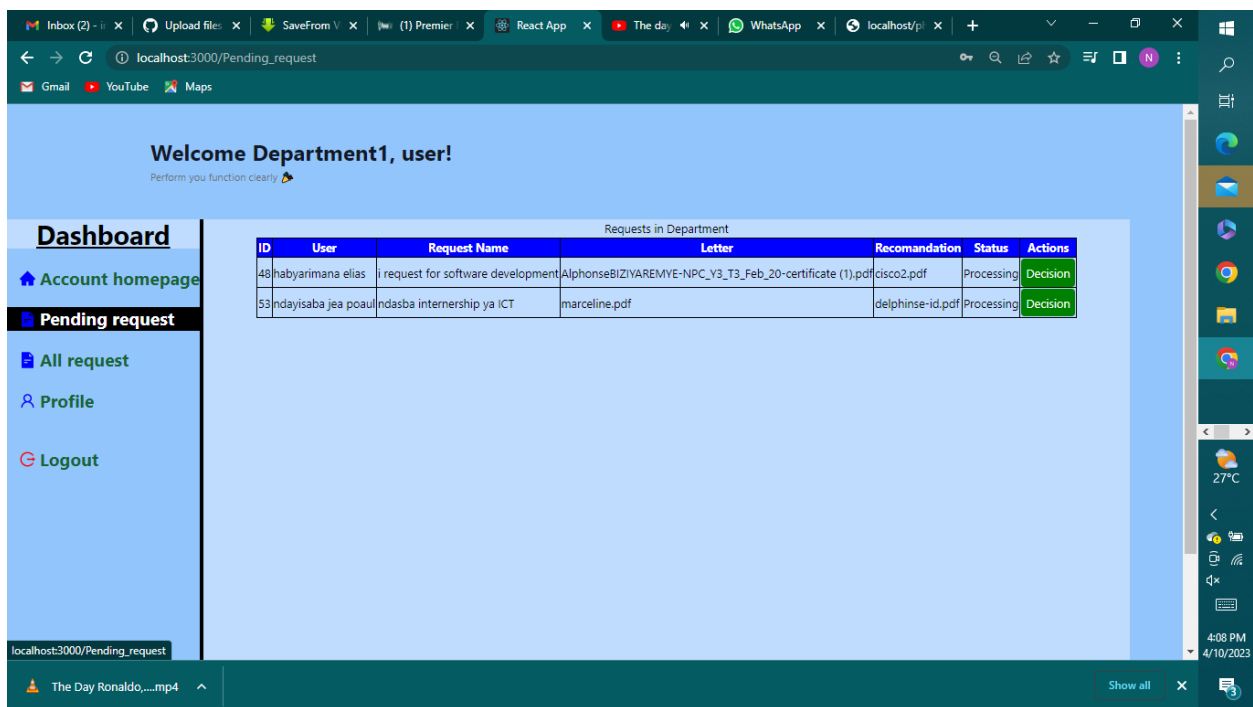 Inbox (2) - ir
Upload files
SaveFrom V
(1) Premier
React App
The day
WhatsApp
localhost/ph
localhost:3000/Pending_request
N
Gmail
YouTube
Maps
Welcome Department1, user!
Perform you function clearly
Dashboard
Account homepage
Pending request
All request
Profile
Logout
Requests in Department
ID User Request Name Letter Recomandation Status Actions
48 habyarimana elias i request for software development AlphonseBIZIYAREMYE-NPC_Y3_T3_Feb_20-certificate (1).pdf cisco2.pdf Processing Decision
53 ndayisaba jea poaul ndasba internership ya ICT marceline.pdf delphinse-id.pdf Processing Decision
localhost:3000/Pending_request
The Day Ronaldo,....mp4
Show all
27°C
4:08 PM
4/10/2023
3